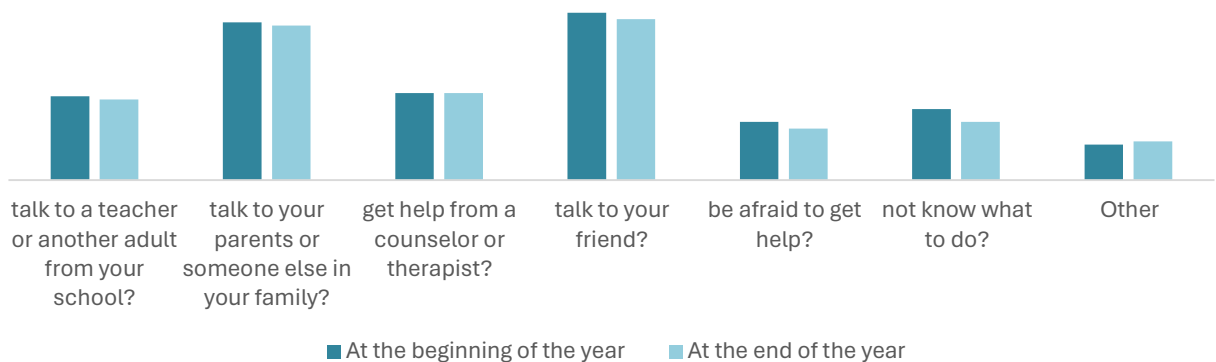 talk to a teacher
or another adult
from your
school?
talk to your
parents or
someone else in
your family?
get help from a
counselor or
therapist?
talk to your
friend?
be afraid to get
help?
not know what
to do?
Other
At the beginning of the year
At the end of the year